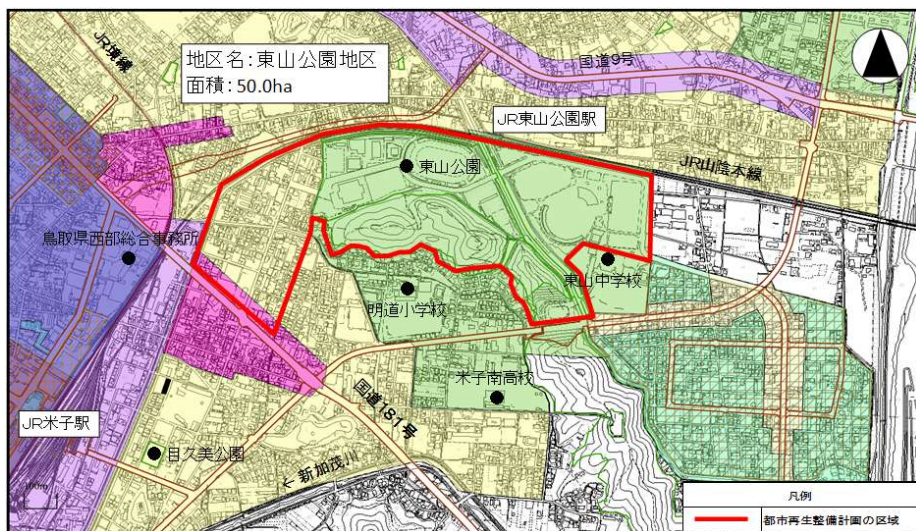 JR境線
地区名:東山公園地区
面積:50.0ha
国道9号
JR東山公園駅
東山公園
JR山陰本線
鳥取県西部総合事務所
東山中学校
明道小学校
米子南高校
国道181号
JR米子駅
目久美公園
← 新加茂川
100m
凡例
都市再生整備計画の区域